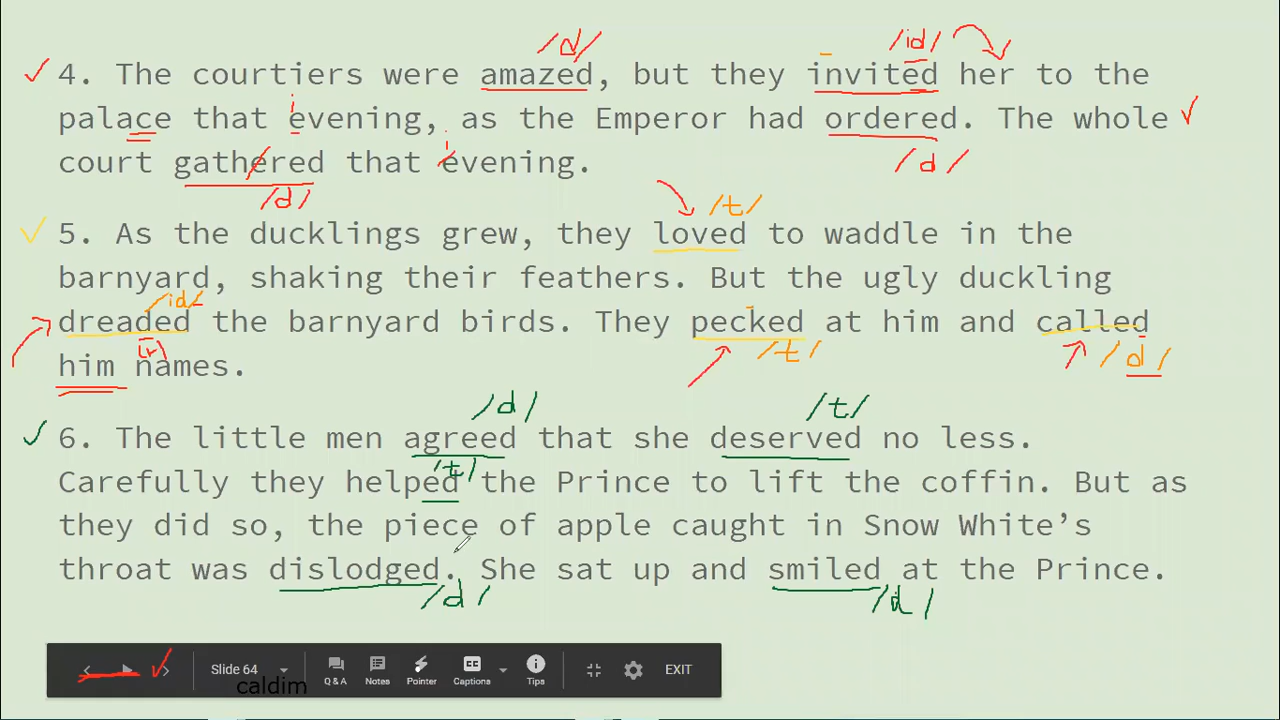 /d/ /id/
4. The courtiers were amazed, but they invited her to the
i
palace that evening, as the Emperor had ordered. The whole
i
court gathered that evening.
/d/ /d/
/t/
5. As the ducklings grew, they loved to waddle in the
barnyard, shaking their feathers. But the ugly duckling
/id/
dreaded the barnyard birds. They pecked at him and called
/t/ /d/
him names.
/d/ /t/
6. The little men agreed that she deserved no less.
/t/
Carefully they helped the Prince to lift the coffin. But as
they did so, the piece of apple caught in Snow White's
throat was dislodged. She sat up and smiled at the Prince.
/d/ /d/
Slide 64 Q & A Notes Pointer CC Captions Tips EXIT
caldim